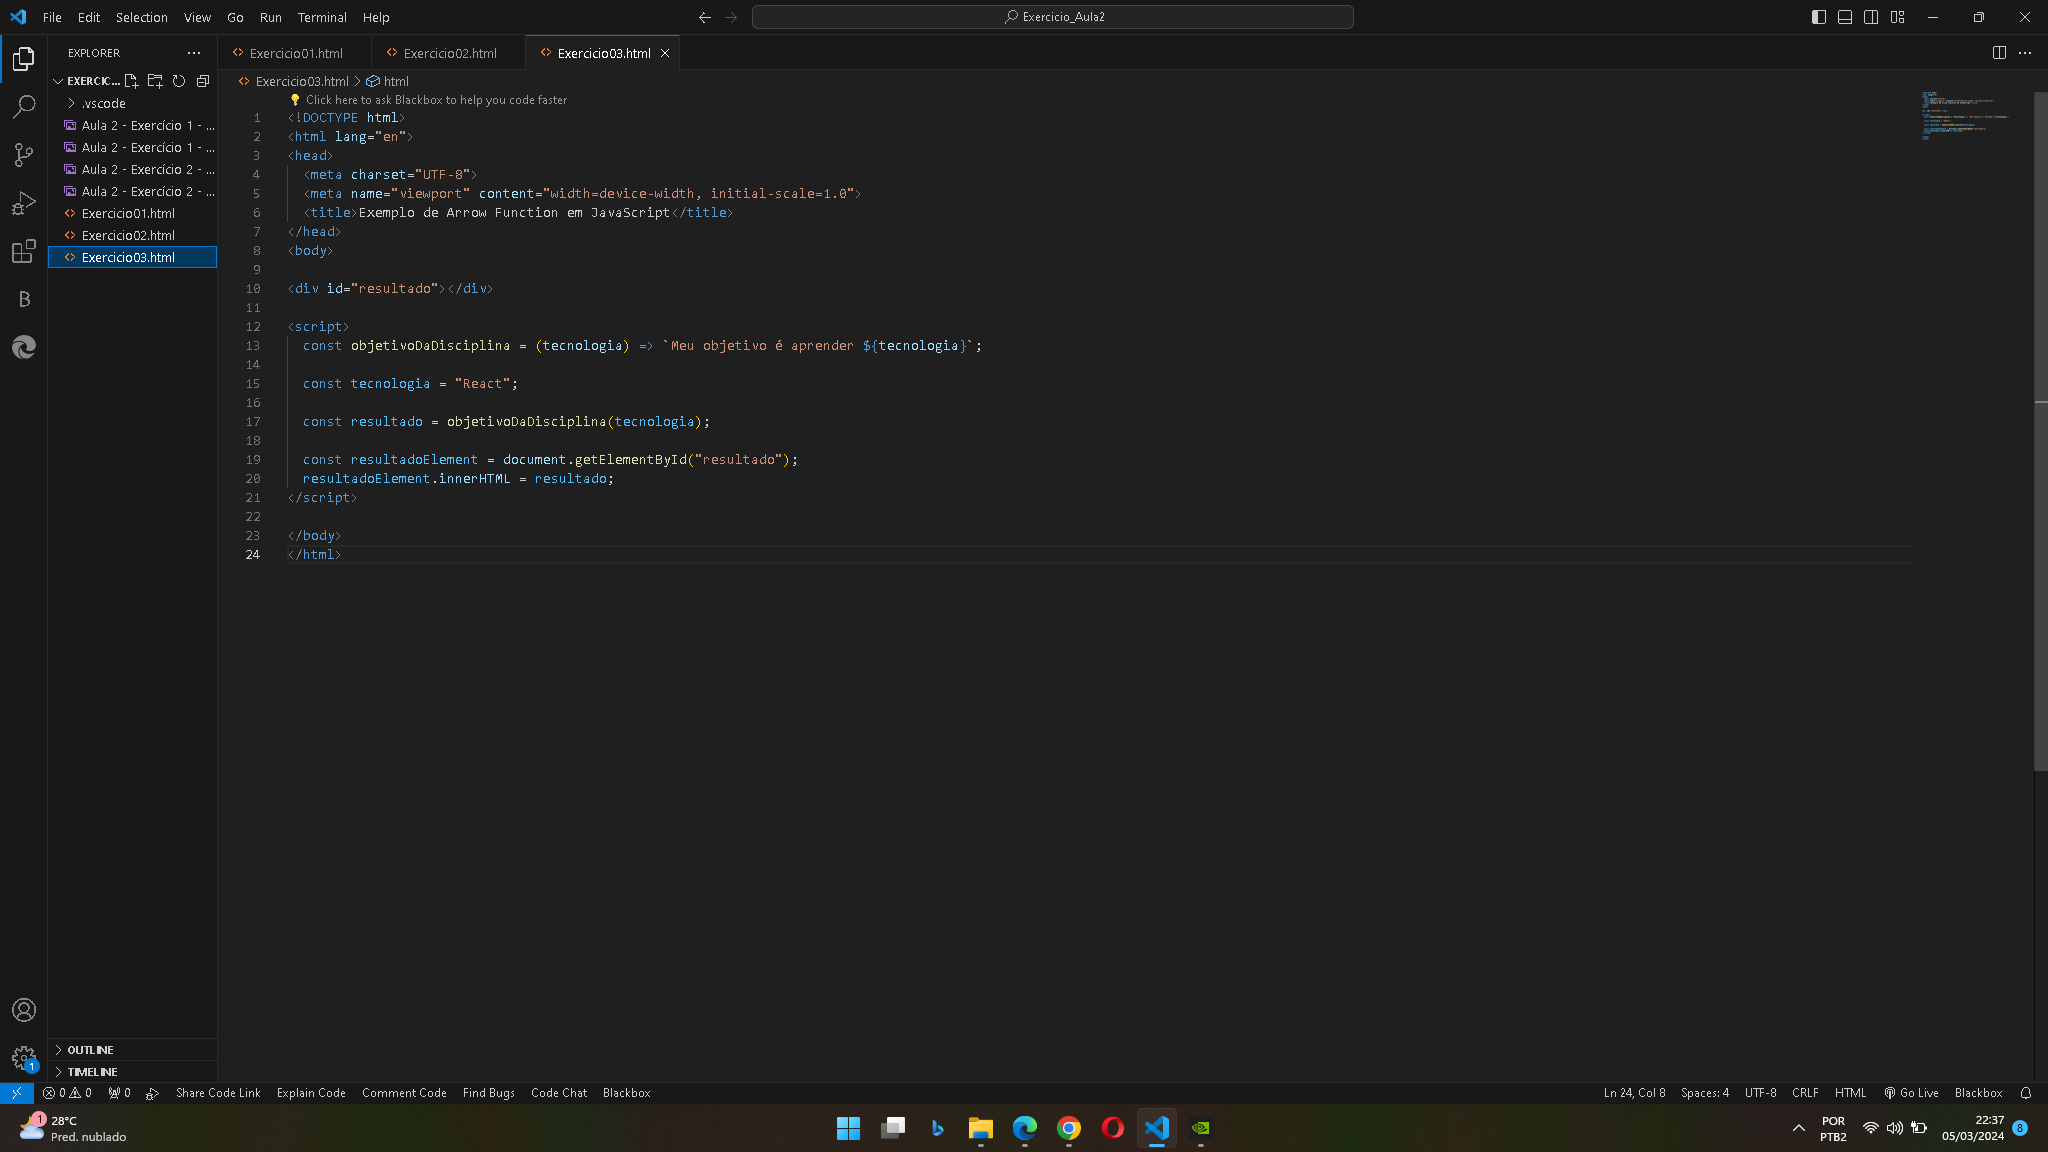 File Edit Selection View Go Run Terminal Help
Exercicio_Aula2
EXPLORER
Exercicio01.html
Exercicio02.html
Exercicio03.html
EXERCIC...
Exercicio03.html > html
.vscode
Click here to ask Blackbox to help you code faster
Aula 2 - Exercício 1 - ...
Aula 2 - Exercício 1 - ...
Aula 2 - Exercício 2 - ...
Aula 2 - Exercício 2 - ...
Exercicio01.html
Exercicio02.html
Exercicio03.html
B
1 <!DOCTYPE html>
2 <html lang="en">
3 <head>
4 <meta charset="UTF-8">
5 <meta name="viewport" content="width=device-width, initial-scale=1.0">
6 <title>Exemplo de Arrow Function em JavaScript</title>
7 </head>
8 <body>
9
10 <div id="resultado"></div>
11
12 <script>
13 const objetivoDaDisciplina = (tecnologia) => `Meu objetivo é aprender ${tecnologia}`;
14
15 const tecnologia = "React";
16
17 const resultado = objetivoDaDisciplina(tecnologia);
18
19 const resultadoElement = document.getElementById("resultado");
20 resultadoElement.innerHTML = resultado;
21 </script>
22
23 </body>
24 </html>
OUTLINE
1
TIMELINE
0 0 0 Share Code Link Explain Code Comment Code Find Bugs Code Chat Blackbox
Ln 24, Col 8 Spaces: 4 UTF-8 CRLF HTML Go Live Blackbox
1
28°C
Pred. nublado
POR
PTB2
22:37
05/03/2024
8